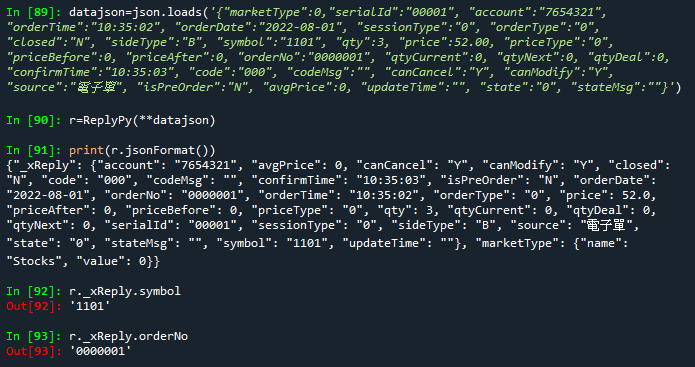 In [89]: datajson=json.loads('{"marketType":0,"serialId":"00001", "account":"7654321",
"orderTime":"10:35:02", "orderDate":"2022-08-01", "sessionType":"0", "orderType":"0",
"closed":"N", "sideType":"B", "symbol":"1101", "qty":3, "price":52.00, "priceType":"0",
"priceBefore":0, "priceAfter":0, "orderNo":"0000001", "qtyCurrent":0, "qtyNext":0, "qtyDeal":0,
"confirmTime":"10:35:03", "code":"000", "codeMsg":"", "canCancel":"Y", "canModify":"Y",
"source":"電子單", "isPreOrder":"N", "avgPrice":0, "updateTime":"", "state":"0", "stateMsg":""}')
In [90]: r=ReplyPy(**datajson)
In [91]: print(r.jsonFormat())
{"_xReply": {"account": "7654321", "avgPrice": 0, "canCancel": "Y", "canModify": "Y", "closed":
"N", "code": "000", "codeMsg": "", "confirmTime": "10:35:03", "isPreOrder": "N", "orderDate":
"2022-08-01", "orderNo": "0000001", "orderTime": "10:35:02", "orderType": "0", "price": 52.0,
"priceAfter": 0, "priceBefore": 0, "priceType": "0", "qty": 3, "qtyCurrent": 0, "qtyDeal": 0,
"qtyNext": 0, "serialId": "00001", "sessionType": "0", "sideType": "B", "source": "電子單",
"state": "0", "stateMsg": "", "symbol": "1101", "updateTime": ""}, "marketType": {"name":
"Stocks", "value": 0}}
In [92]: r._xReply.symbol
Out[92]: '1101'
In [93]: r._xReply.orderNo
Out[93]: '0000001'